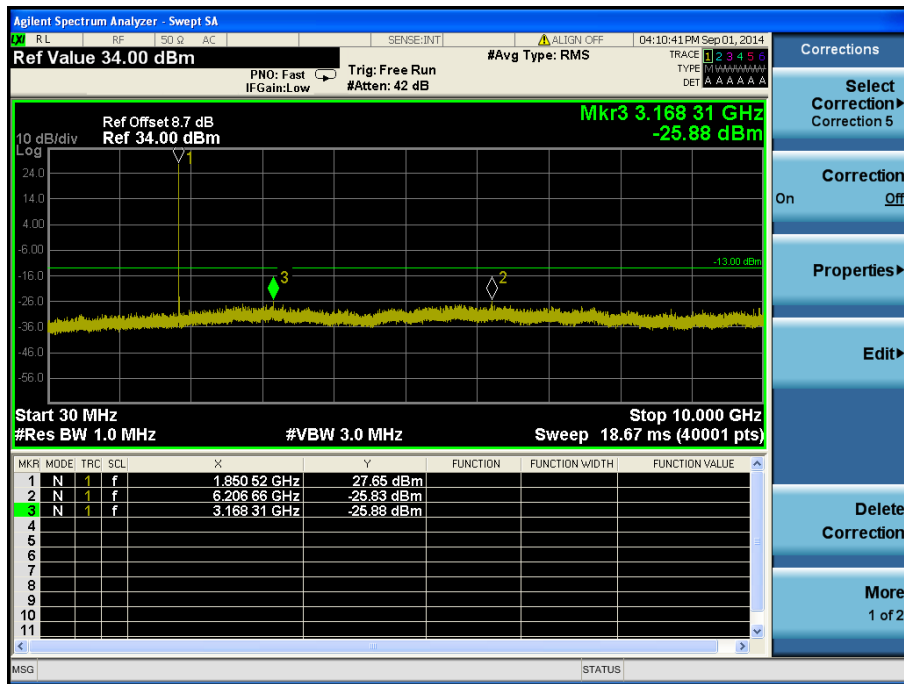 Agilent Spectrum Analyzer - Swept SA
LXI RL RF 50 Ω AC SENSE:INT ALIGN OFF 04:10:41 PM Sep 01, 2014
Ref Value 34.00 dBm #Avg Type: RMS TRACE 1 2 3 4 5 6
PNO: Fast Trig: Free Run TYPE M W W W W W
IFGain:Low #Atten: 42 dB DET A A A A A A
Mkr3 3.168 31 GHz
-25.88 dBm
Ref Offset 8.7 dB
10 dB/div Ref 34.00 dBm
Log
1
24.0
14.0
4.00
-6.00
-13.00 dBm
-16.0
3
2
-26.0
-36.0
-46.0
-56.0
Start 30 MHz Stop 10.000 GHz
#Res BW 1.0 MHz #VBW 3.0 MHz Sweep 18.67 ms (40001 pts)
MKR MODE TRC SCL X Y FUNCTION FUNCTION WIDTH FUNCTION VALUE
1 N 1 f 1.850 52 GHz 27.65 dBm
2 N 1 f 6.206 66 GHz -25.83 dBm
3 N 1 f 3.168 31 GHz -25.88 dBm
4
5
6
7
8
9
10
11
MSG STATUS
Corrections
Select
Correction
Correction 5
Correction
On Off
Properties
Edit
Delete
Correction
More
1 of 2